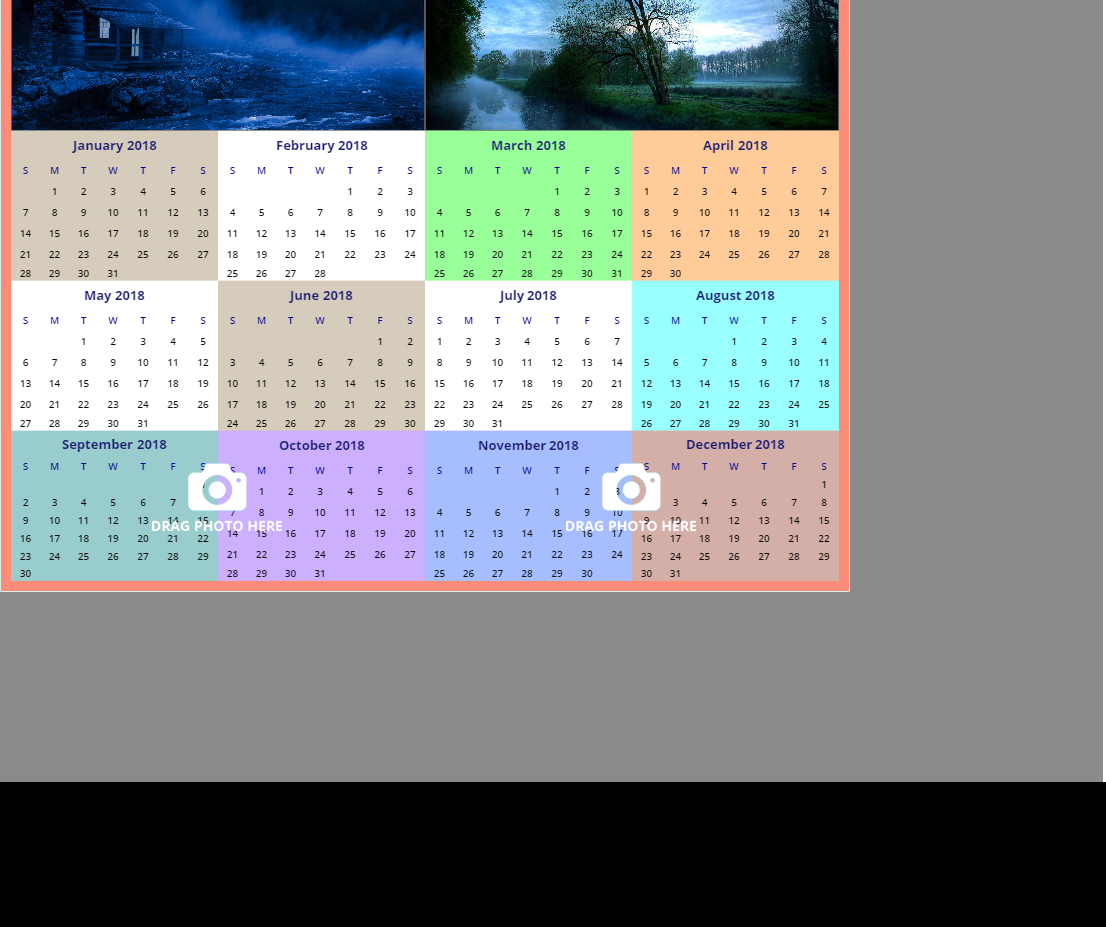 January 2018
S M T W T F S
1 2 3 4 5 6
7 8 9 10 11 12 13
14 15 16 17 18 19 20
21 22 23 24 25 26 27
28 29 30 31
February 2018
S M T W T F S
1 2 3
4 5 6 7 8 9 10
11 12 13 14 15 16 17
18 19 20 21 22 23 24
25 26 27 28
March 2018
S M T W T F S
1 2 3
4 5 6 7 8 9 10
11 12 13 14 15 16 17
18 19 20 21 22 23 24
25 26 27 28 29 30 31
April 2018
S M T W T F S
1 2 3 4 5 6 7
8 9 10 11 12 13 14
15 16 17 18 19 20 21
22 23 24 25 26 27 28
29 30
May 2018
S M T W T F S
1 2 3 4 5
6 7 8 9 10 11 12
13 14 15 16 17 18 19
20 21 22 23 24 25 26
27 28 29 30 31
June 2018
S M T W T F S
1 2
3 4 5 6 7 8 9
10 11 12 13 14 15 16
17 18 19 20 21 22 23
24 25 26 27 28 29 30
July 2018
S M T W T F S
1 2 3 4 5 6 7
8 9 10 11 12 13 14
15 16 17 18 19 20 21
22 23 24 25 26 27 28
29 30 31
August 2018
S M T W T F S
1 2 3 4
5 6 7 8 9 10 11
12 13 14 15 16 17 18
19 20 21 22 23 24 25
26 27 28 29 30 31
September 2018
S M T W T F S
2 3 4 5 6 7
9 10 11 12 13 14 15
16 17 18 19 20 21 22
23 24 25 26 27 28 29
30
DRAG PHOTO HERE
October 2018
S M T W T F S
1 2 3 4 5 6
7 8 9 10 11 12 13
14 15 16 17 18 19 20
21 22 23 24 25 26 27
28 29 30 31
November 2018
S M T W T F S
1 2 3
4 5 6 7 8 9 10
11 12 13 14 15 16 17
18 19 20 21 22 23 24
25 26 27 28 29 30
DRAG PHOTO HERE
December 2018
S M T W T F S
1
3 4 5 6 7 8
9 10 11 12 13 14 15
16 17 18 19 20 21 22
23 24 25 26 27 28 29
30 31